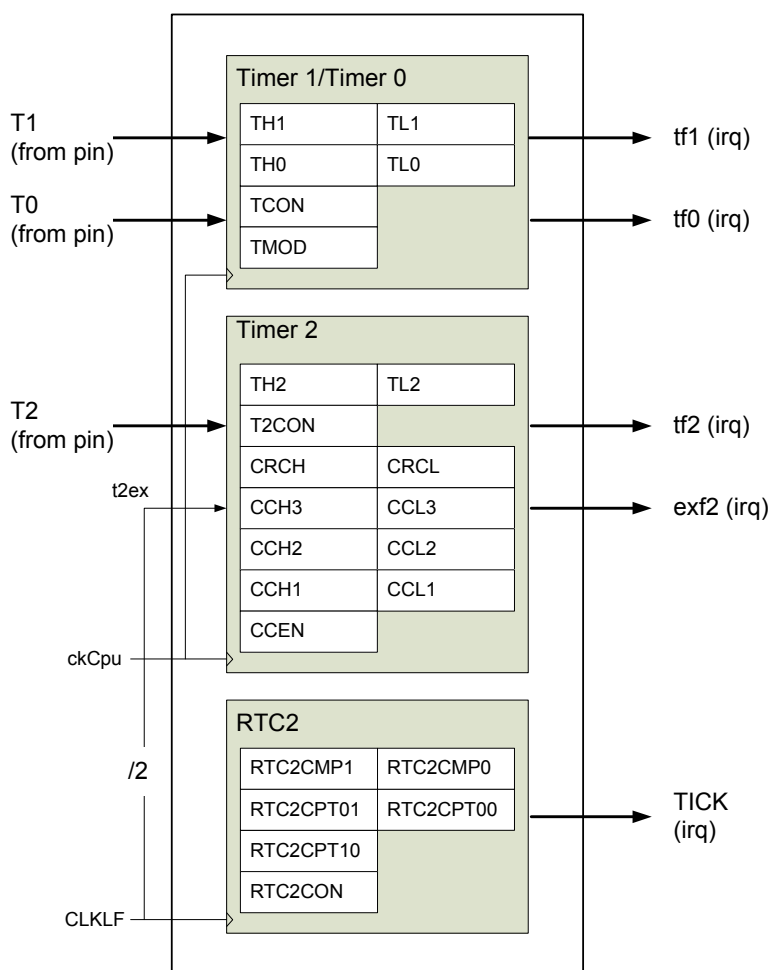 Timer 1/Timer 0
T1
(from pin)
TH1 TL1
tf1 (irq)
TH0 TL0
T0
(from pin)
TCON
tf0 (irq)
TMOD
Timer 2
TH2 TL2
T2
(from pin)
T2CON
tf2 (irq)
CRCH CRCL
t2ex
CCH3 CCL3
exf2 (irq)
CCH2 CCL2
CCH1 CCL1
CCEN
ckCpu
RTC2
/2
RTC2CMP1 RTC2CMP0
RTC2CPT01 RTC2CPT00
TICK
(irq)
RTC2CPT10
RTC2CON
CLKLF